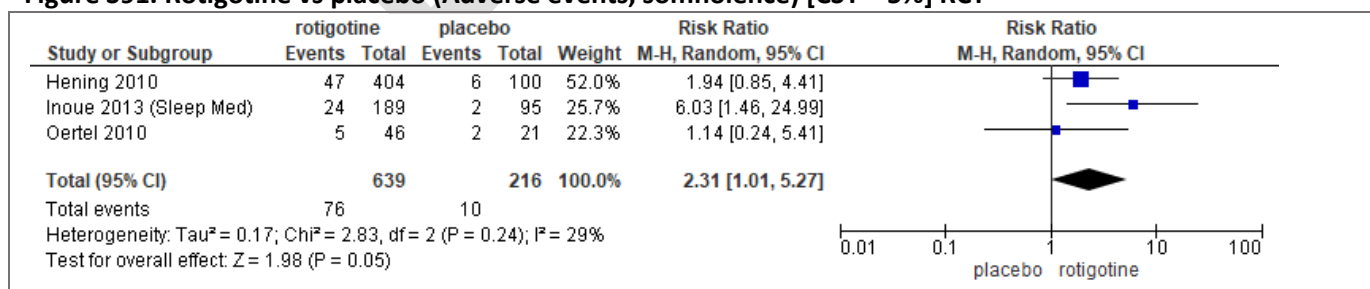 rotigotine placebo Risk Ratio Risk Ratio
Study or Subgroup Events Total Events Total Weight M-H, Random, 95% CI M-H, Random, 95% CI
Hening 2010 47 404 6 100 52.0% 1.94 [0.85, 4.41]
Inoue 2013 (Sleep Med) 24 189 2 95 25.7% 6.03 [1.46, 24.99]
Oertel 2010 5 46 2 21 22.3% 1.14 [0.24, 5.41]
Total (95% CI) 639 216 100.0% 2.31 [1.01, 5.27]
Total events 76 10
Heterogeneity: Tau² = 0.17; Chi² = 2.83, df = 2 (P = 0.24); I² = 29%
Test for overall effect: Z = 1.98 (P = 0.05)
0.01 0.1 1 10 100
placebo rotigotine